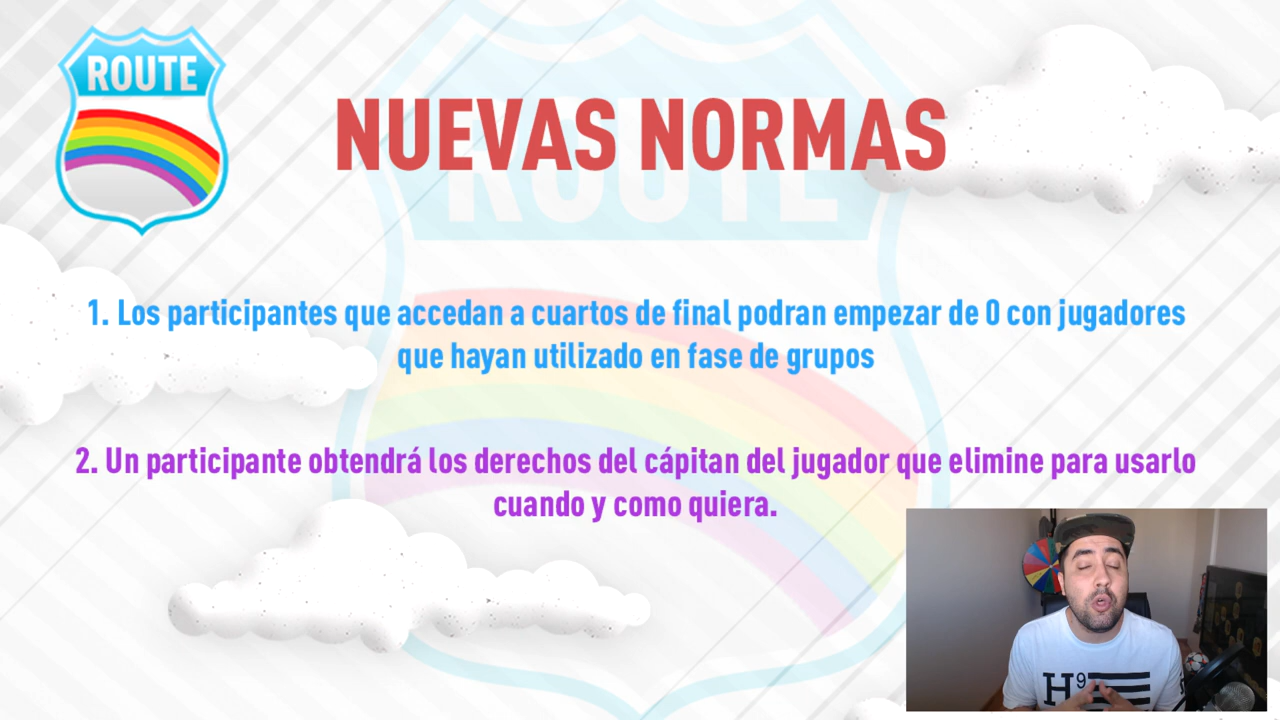 ROUTE
NUEVAS NORMAS
ROUTE
1. Los participantes que accedan a cuartos de final podran empezar de 0 con jugadores
que hayan utilizado en fase de grupos
2. Un participante obtendrá los derechos del cápitan del jugador que elimine para usarlo
cuando y como quiera.
H9